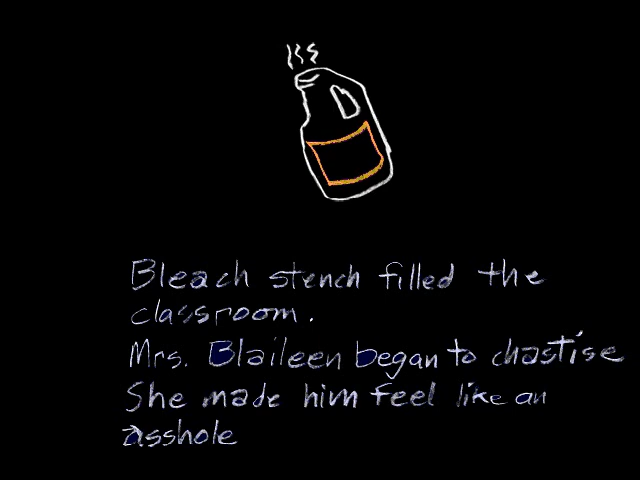 Bleach stench filled the
classroom.
Mrs. Blaileen began to chastise
She made him feel like an
asshole